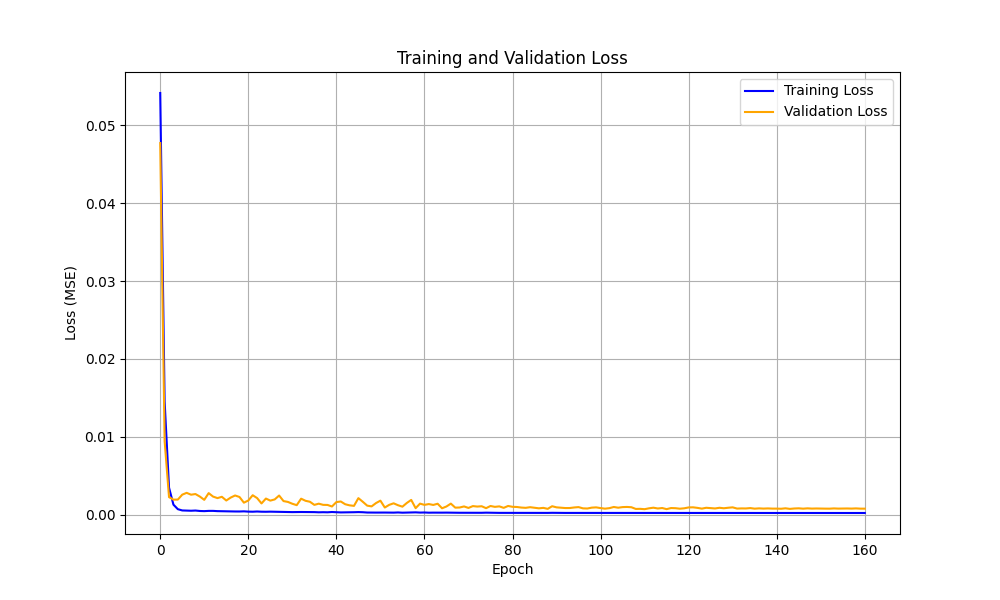 Training and Validation Loss
Training Loss
Validation Loss
0.05
0.04
0.03
0.02
0.01
0.00
Loss (MSE)
0 20 40 60 80 100 120 140 160
Epoch